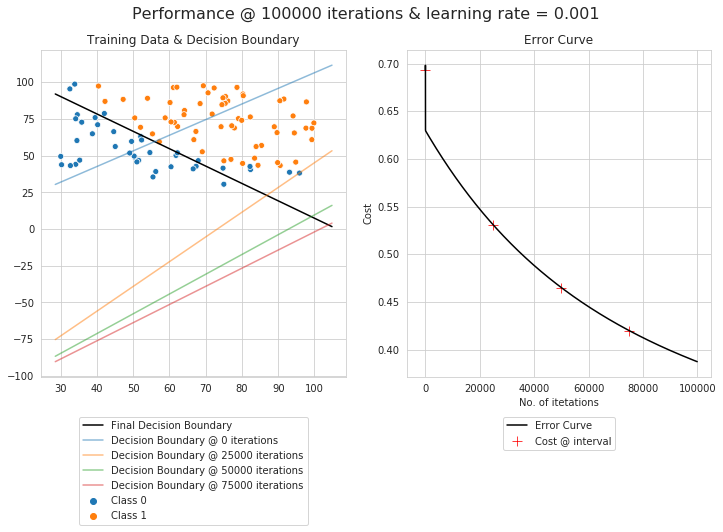 Performance @ 100000 iterations & learning rate = 0.001
Training Data & Decision Boundary
100
75
50
25
0
−25
−50
−75
−100
30 40 50 60 70 80 90 100
Final Decision Boundary
Decision Boundary @ 0 iterations
Decision Boundary @ 25000 iterations
Decision Boundary @ 50000 iterations
Decision Boundary @ 75000 iterations
Class 0
Class 1
Error Curve
Cost
0.70
0.65
0.60
0.55
0.50
0.45
0.40
0 20000 40000 60000 80000 100000
No. of itetations
Error Curve
Cost @ interval